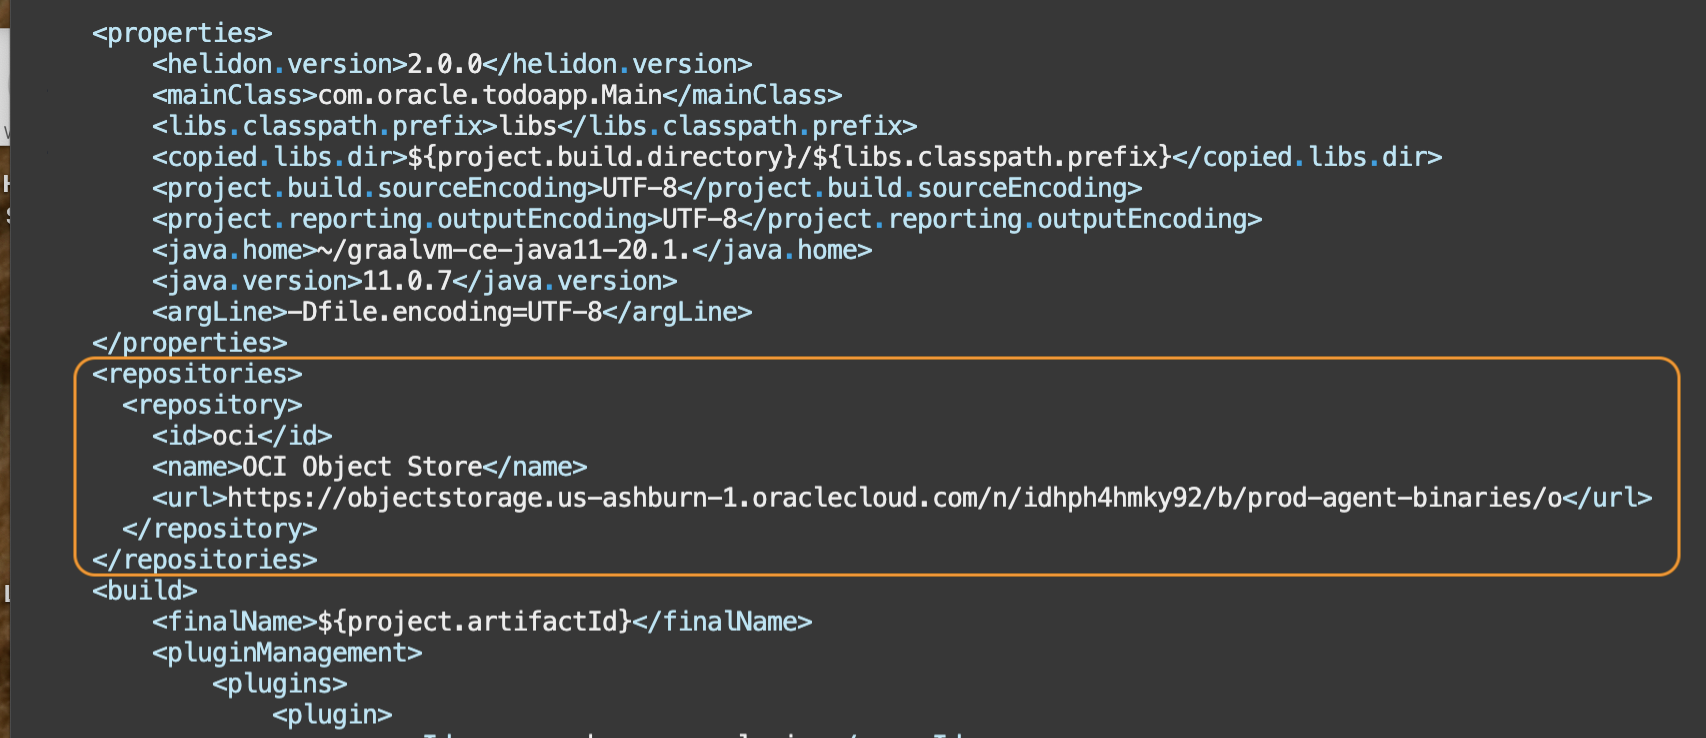 <properties>
<helidon.version>2.0.0</helidon.version>
<mainClass>com.oracle.todoapp.Main</mainClass>
<libs.classpath.prefix>libs</libs.classpath.prefix>
<copied.libs.dir>${project.build.directory}/${libs.classpath.prefix}</copied.libs.dir>
<project.build.sourceEncoding>UTF-8</project.build.sourceEncoding>
<project.reporting.outputEncoding>UTF-8</project.reporting.outputEncoding>
<java.home>~/graalvm-ce-java11-20.1.</java.home>
<java.version>11.0.7</java.version>
<argLine>-Dfile.encoding=UTF-8</argLine>
</properties>
<repositories>
<repository>
<id>oci</id>
<name>OCI Object Store</name>
<url>https://objectstorage.us-ashburn-1.oraclecloud.com/n/idhph4hmky92/b/prod-agent-binaries/o</url>
</repository>
</repositories>
<build>
<finalName>${project.artifactId}</finalName>
<pluginManagement>
<plugins>
<plugin>